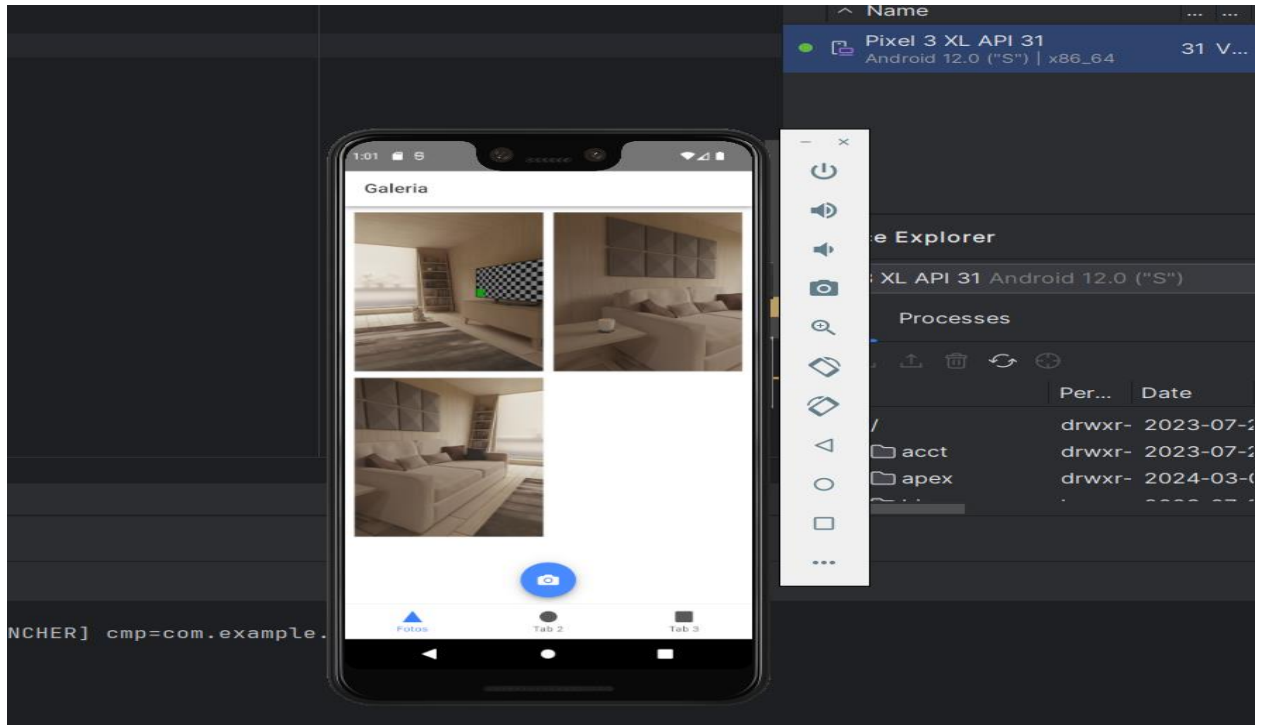 Name ... ...
Pixel 3 XL API 31
Android 12.0 ("S") | x86_64
31 V...
1:01
Galeria
Fotos
Tab 2
Tab 3
e Explorer
XL API 31 Android 12.0 ("S")
Processes
Per... Date
/ drwxr- 2023-07-2
acct drwxr- 2023-07-2
apex drwxr- 2024-03-0
NCHER] cmp=com.example.